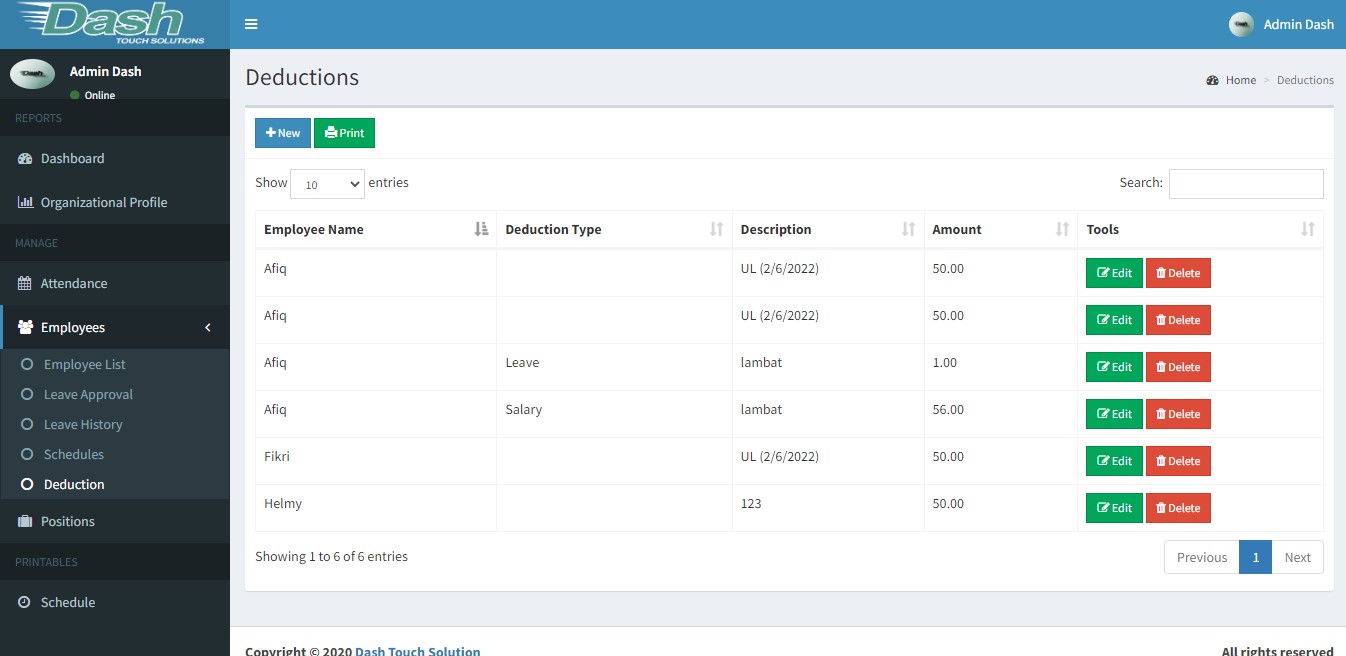 Dash
TOUCH SOLUTIONS
Admin Dash
Admin Dash
Online
REPORTS
Dashboard
Organizational Profile
MANAGE
Attendance
Employees
Employee List
Leave Approval
Leave History
Schedules
Deduction
Positions
PRINTABLES
Schedule
Deductions
Home > Deductions
New Print
Show 10 entries Search:
Employee Name Deduction Type Description Amount Tools
Afiq UL (2/6/2022) 50.00 Edit Delete
Afiq UL (2/6/2022) 50.00 Edit Delete
Afiq Leave lambat 1.00 Edit Delete
Afiq Salary lambat 56.00 Edit Delete
Fikri UL (2/6/2022) 50.00 Edit Delete
Helmy 123 50.00 Edit Delete
Showing 1 to 6 of 6 entries Previous 1 Next
Copyright © 2020 Dash Touch Solution All rights reserved